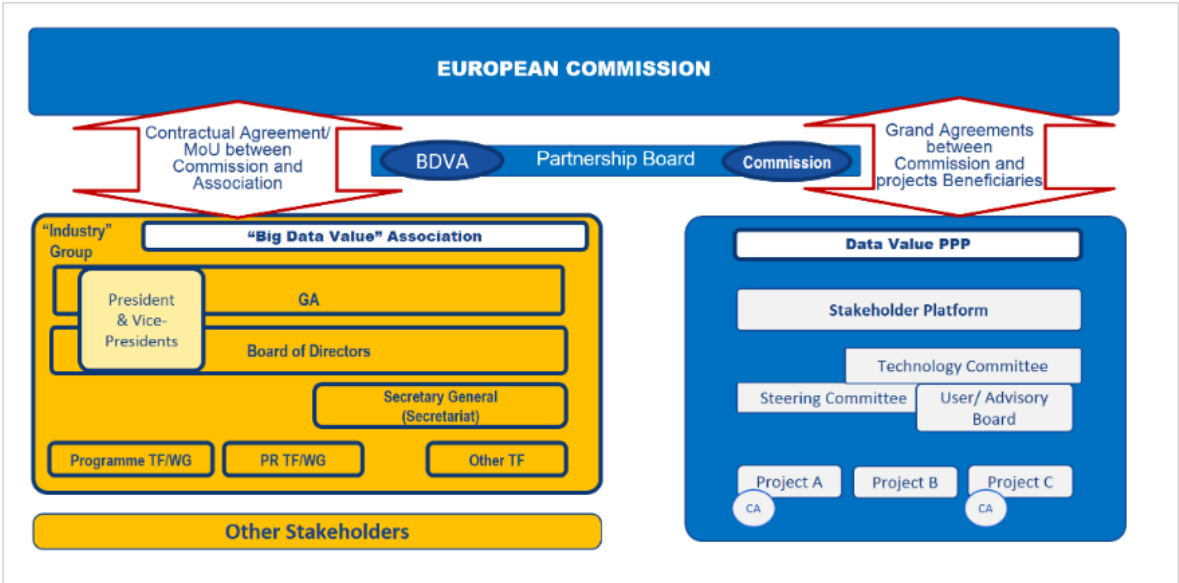 EUROPEAN COMMISSION
Contractual Agreement/
MoU between
Commission and
Association
BDVA
Partnership Board
Commission
Grand Agreements
between
Commission and
projects Beneficiaries
“Industry”
Group
“Big Data Value” Association
President
& Vice-
Presidents
GA
Board of Directors
Secretary General
(Secretariat)
Programme TF/WG
PR TF/WG
Other TF
Other Stakeholders
Data Value PPP
Stakeholder Platform
Technology Committee
Steering Committee
User/ Advisory
Board
Project A
Project B
Project C
CA
CA